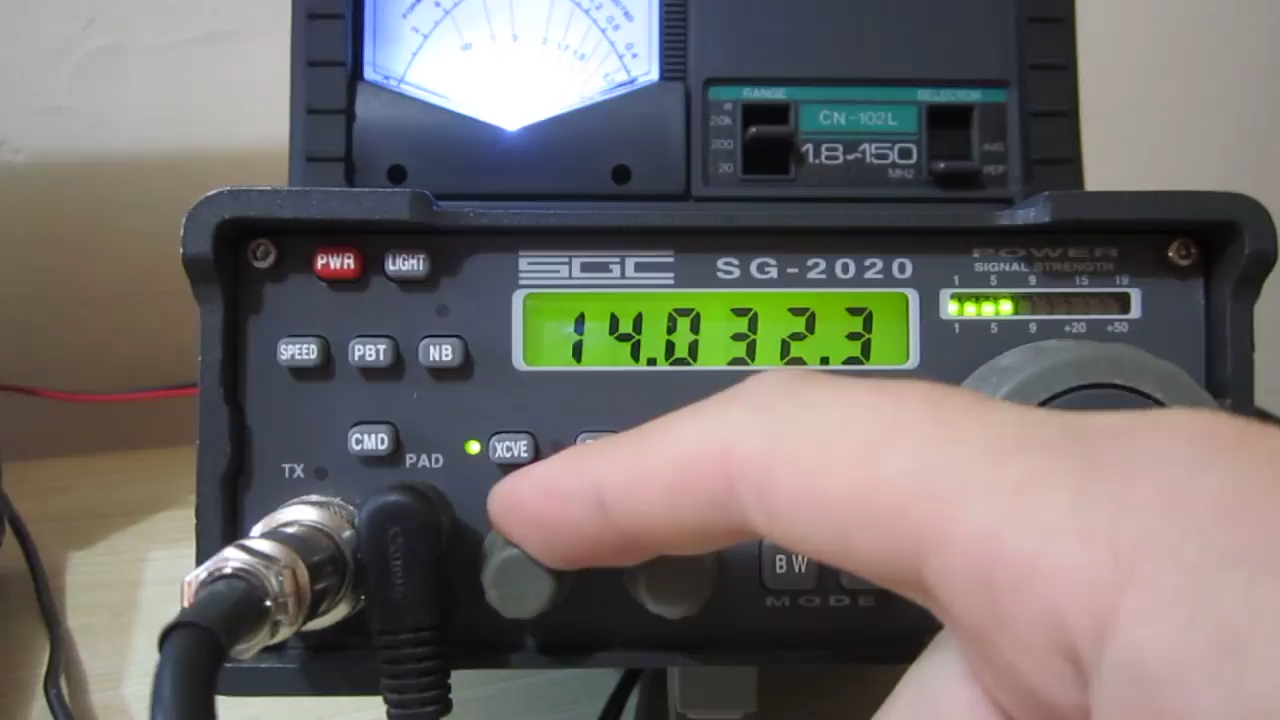 RANGE
SELECTOR
W
20k
200
20
CN-102L
1.8~150
MHz
AVG
PEP
PWR
LIGHT
SGC
SG-2020
POWER
SIGNAL STRENGTH
1 5 9 15 19
1 5 9 +20 +50
14.032.3
SPEED
PBT
NB
CMD
XCVE
TX
PAD
BW
MODE